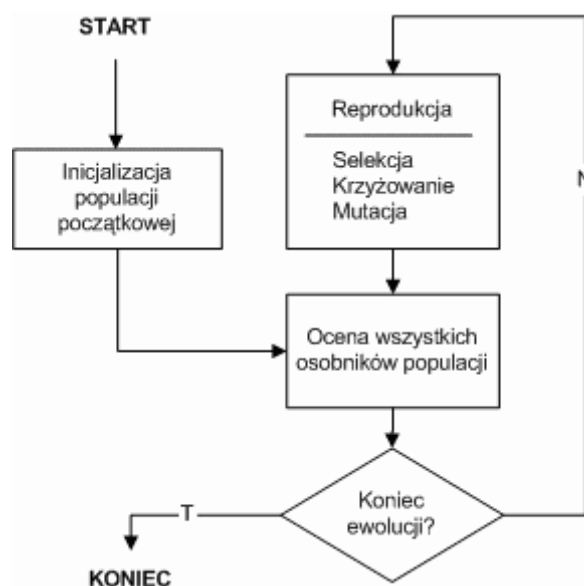 START
Inicjalizacja
populacji
początkowej
Reprodukcja
Selekcja
Krzyżowanie
Mutacja
Ocena wszystkich
osobników populacji
Koniec
ewolucji?
T
N
KONIEC